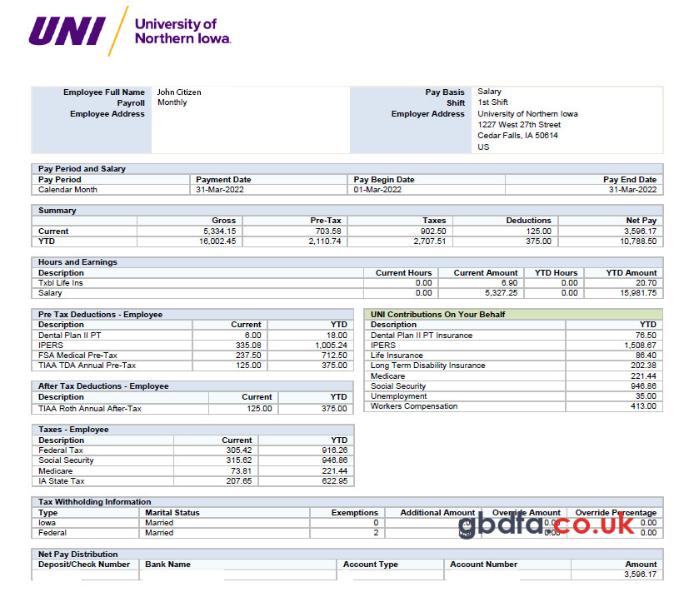 UNI University of
Northern Iowa.
Employee Full Name John Citizen Pay Basis Salary
Payroll Monthly Shift 1st Shift
Employee Address Employer Address University of Northern Iowa
1227 West 27th Street
Cedar Falls, IA 50614
US
Pay Period and Salary
Pay Period Payment Date Pay Begin Date Pay End Date
Calendar Month 31-Mar-2022 01-Mar-2022 31-Mar-2022
Summary
Gross Pre-Tax Taxes Deductions Net Pay
Current 5,334.15 703.58 902.50 125.00 3,596.17
YTD 16,002.45 2,110.74 2,707.51 375.00 10,788.50
Hours and Earnings
Description Current Hours Current Amount YTD Hours YTD Amount
Txbl Life Ins 0.00 6.90 0.00 20.70
Salary 0.00 5,327.25 0.00 15,981.75
Pre Tax Deductions - Employee
Description Current YTD
Dental Plan II PT 6.00 18.00
IPERS 335.08 1,005.24
FSA Medical Pre-Tax 237.50 712.50
TIAA TDA Annual Pre-Tax 125.00 375.00
After Tax Deductions - Employee
Description Current YTD
TIAA Roth Annual After-Tax 125.00 375.00
Taxes - Employee
Description Current YTD
Federal Tax 305.42 916.26
Social Security 315.62 946.86
Medicare 73.81 221.44
IA State Tax 207.65 622.95
UNI Contributions On Your Behalf
Description YTD
Dental Plan II PT Insurance 76.50
IPERS 1,508.67
Life Insurance 86.40
Long Term Disability Insurance 202.38
Medicare 221.44
Social Security 946.86
Unemployment 35.00
Workers Compensation 413.00
Tax Withholding Information
Type Marital Status Exemptions Additional Amount Override Amount Override Percentage
Iowa Married 0 0.00 0.00
Federal Married 2 0.00 0.00
gbdfa.co.uk
Net Pay Distribution
Deposit/Check Number Bank Name Account Type Account Number Amount
3,596.17